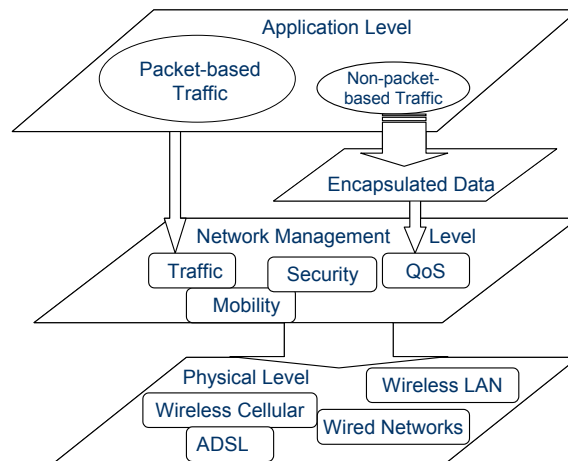 Application Level
Packet-based
Traffic
Non-packet-
based Traffic
Encapsulated Data
Network Management Level
Traffic
Security
QoS
Mobility
Physical Level
Wireless LAN
Wireless Cellular
Wired Networks
ADSL